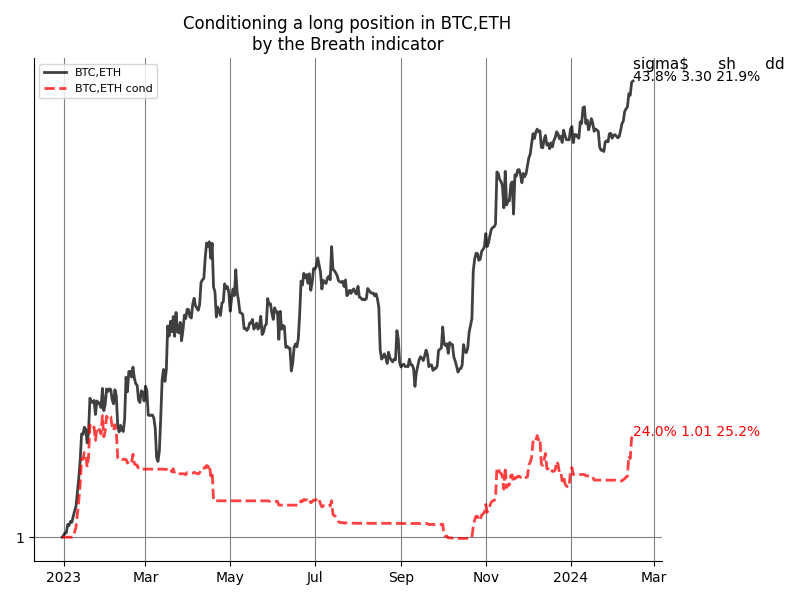 Conditioning a long position in BTC,ETH
by the Breath indicator
sigma$ sh dd
43.8% 3.30 21.9%
BTC,ETH
BTC,ETH cond
24.0% 1.01 25.2%
1
2023 Mar May Jul Sep Nov 2024 Mar